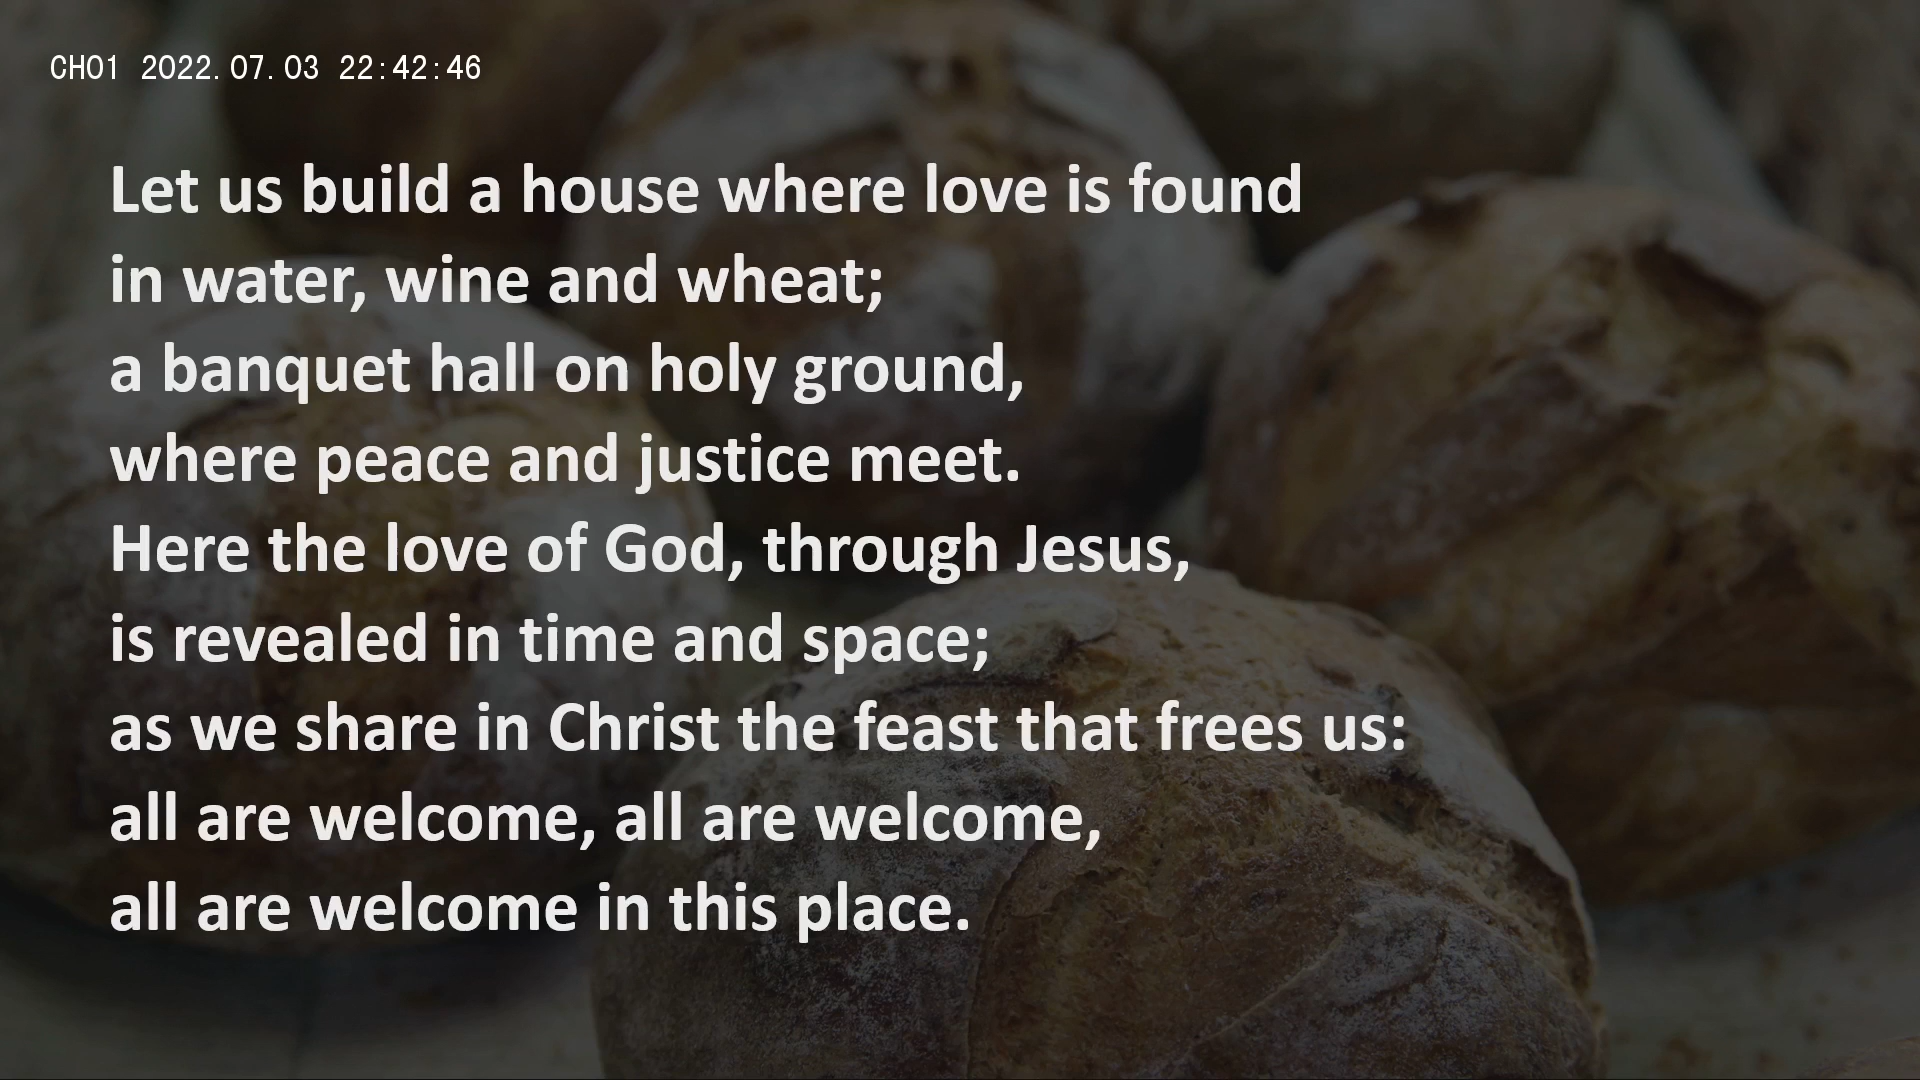 CH01 2022.07.03 22:42:46
Let us build a house where love is found
in water, wine and wheat;
a banquet hall on holy ground,
where peace and justice meet.
Here the love of God, through Jesus,
is revealed in time and space;
as we share in Christ the feast that frees us:
all are welcome, all are welcome,
all are welcome in this place.